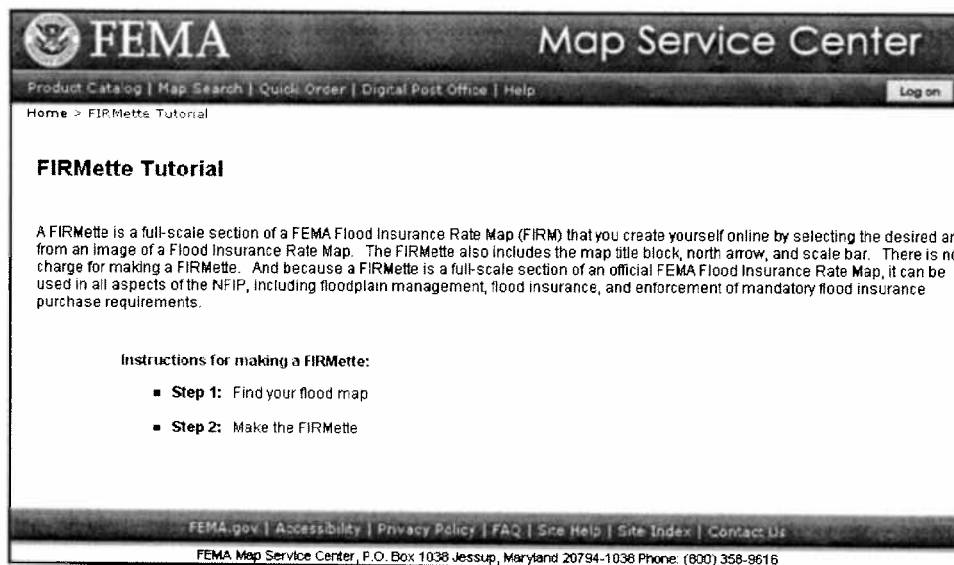 FEMA
Map Service Center
Product Catalog | Map Search | Quick Order | Digital Post Office | Help
Log on
Home > FIRMette Tutorial
FIRMette Tutorial
A FIRMette is a full-scale section of a FEMA Flood Insurance Rate Map (FIRM) that you create yourself online by selecting the desired ar
from an image of a Flood Insurance Rate Map. The FIRMette also includes the map title block, north arrow, and scale bar. There is no
charge for making a FIRMette. And because a FIRMette is a full-scale section of an official FEMA Flood Insurance Rate Map, it can be
used in all aspects of the NFIP, including floodplain management, flood insurance, and enforcement of mandatory flood insurance
purchase requirements.
Instructions for making a FIRMette:
▪ Step 1: Find your flood map
▪ Step 2: Make the FIRMette
FEMA.gov | Accessibility | Privacy Policy | FAQ | Site Help | Site Index | Contact Us
FEMA Map Service Center, P.O. Box 1038 Jessup, Maryland 20794-1038 Phone: (800) 358-9616